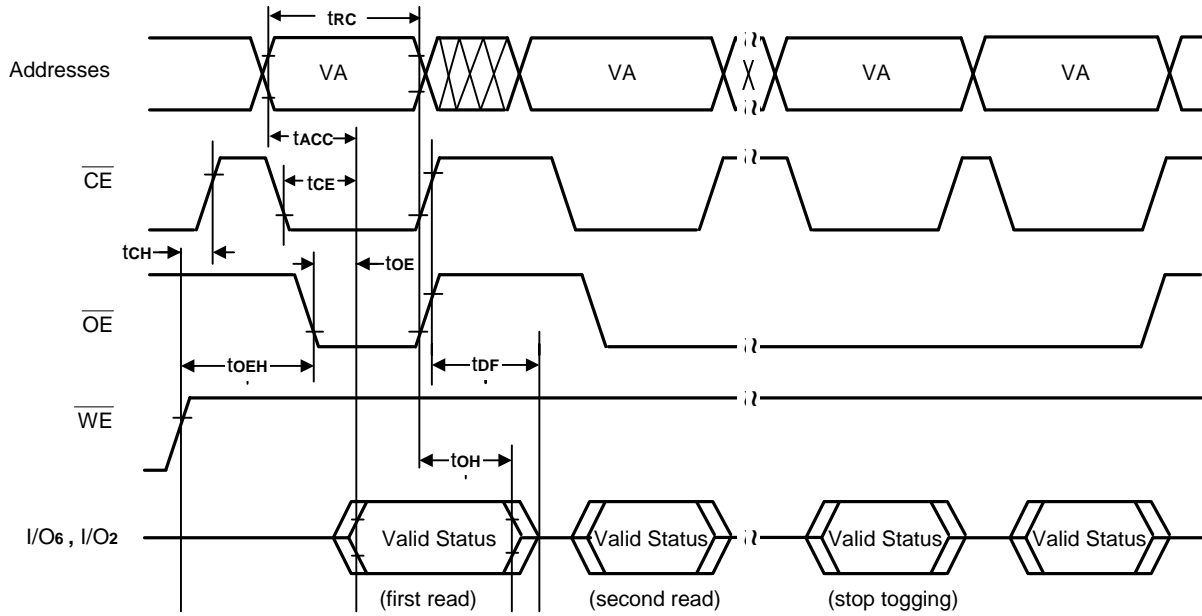 tRC
Addresses
VA VA VA VA
tACC
CE
tCE
tCH
tOE
OE
tOEH
tDF
WE
tOH
I/O6 , I/O2
Valid Status Valid Status Valid Status Valid Status
(first read) (second read) (stop togging)